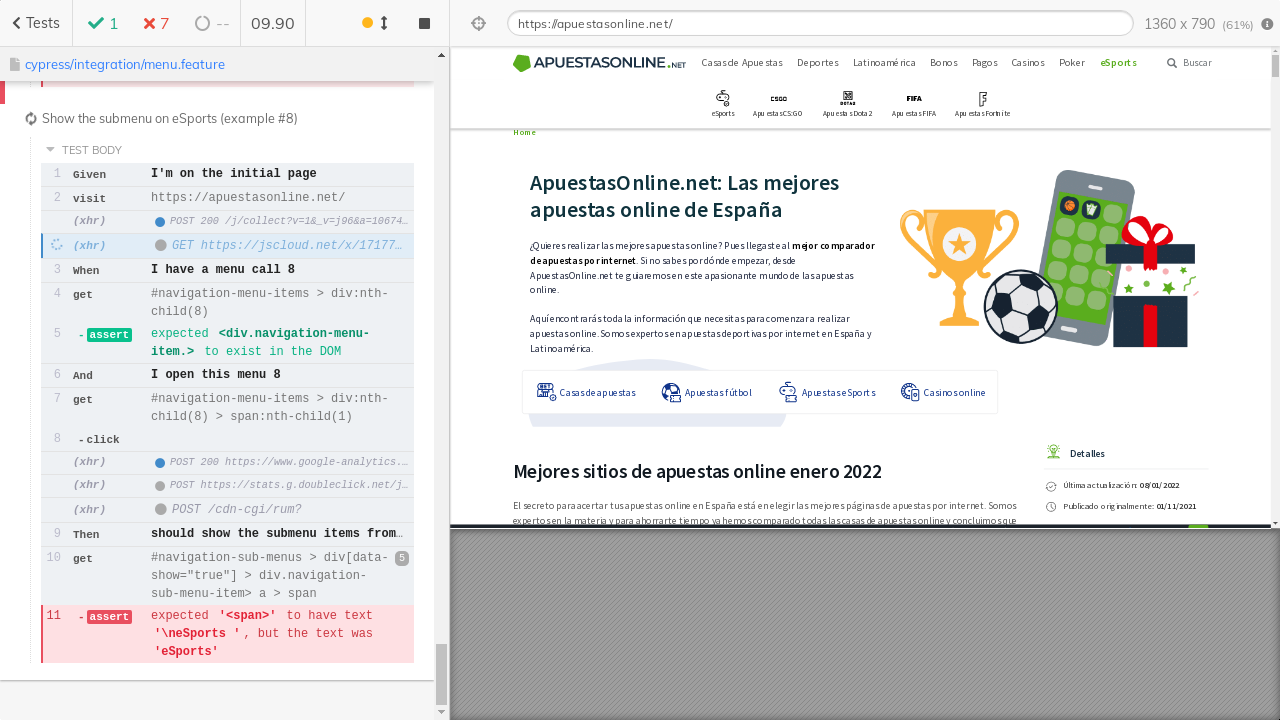 Tests
1
7
--
09.90
https://apuestasonline.net/
1360 x 790 (61%)
cypress/integration/menu.feature
Show the submenu on eSports (example #8)
TEST BODY
1 Given I'm on the initial page
2 visit https://apuestasonline.net/
(xhr) POST 200 /j/collect?v=1&_v=j96&a=10674…
(xhr) GET https://jscloud.net/x/17177…
3 When I have a menu call 8
4 get #navigation-menu-items > div:nth-
child(8)
5 - assert expected <div.navigation-menu-
item.> to exist in the DOM
6 And I open this menu 8
7 get #navigation-menu-items > div:nth-
child(8) > span:nth-child(1)
8 - click
(xhr) POST 200 https://www.google-analytics.…
(xhr) POST https://stats.g.doubleclick.net/j…
(xhr) POST /cdn-cgi/rum?
9 Then should show the submenu items from…
10 get #navigation-sub-menus > div[data- 5
show="true"] > div.navigation-
sub-menu-item> a > span
11 - assert expected '<span>' to have text
'\neSports ', but the text was
'eSports'
APUESTASONLINE.NET
Casas de Apuestas Deportes Latinoamérica Bonos Pagos Casinos Poker eSports Buscar
CSGO
DOTA2
FIFA
eSports Apuestas CS:GO Apuestas Dota 2 Apuestas FIFA Apuestas Fortnite
Home
ApuestasOnline.net: Las mejores
apuestas online de España
¿Quieres realizar las mejores apuestas online? Pues llegaste al mejor comparador
de apuestas por internet. Si no sabes por dónde empezar, desde
ApuestasOnline.net te guiaremos en este apasionante mundo de las apuestas
online.
Aquí encontrarás toda la información que necesitas para comenzar a realizar
apuestas online. Somos expertos en apuestas deportivas por internet en España y
Latinoamérica.
Casas de apuestas Apuestas fútbol Apuestas eSports Casinos online
Mejores sitios de apuestas online enero 2022
El secreto para acertar tus apuestas online en España está en elegir las mejores páginas de apuestas por internet. Somos
expertos en la materia y para ahorrarte tiempo ya hemos comparado todas las casas de apuestas online y concluimos que
Detalles
Última actualización: 08/01/2022
Publicado originalmente: 01/11/2021